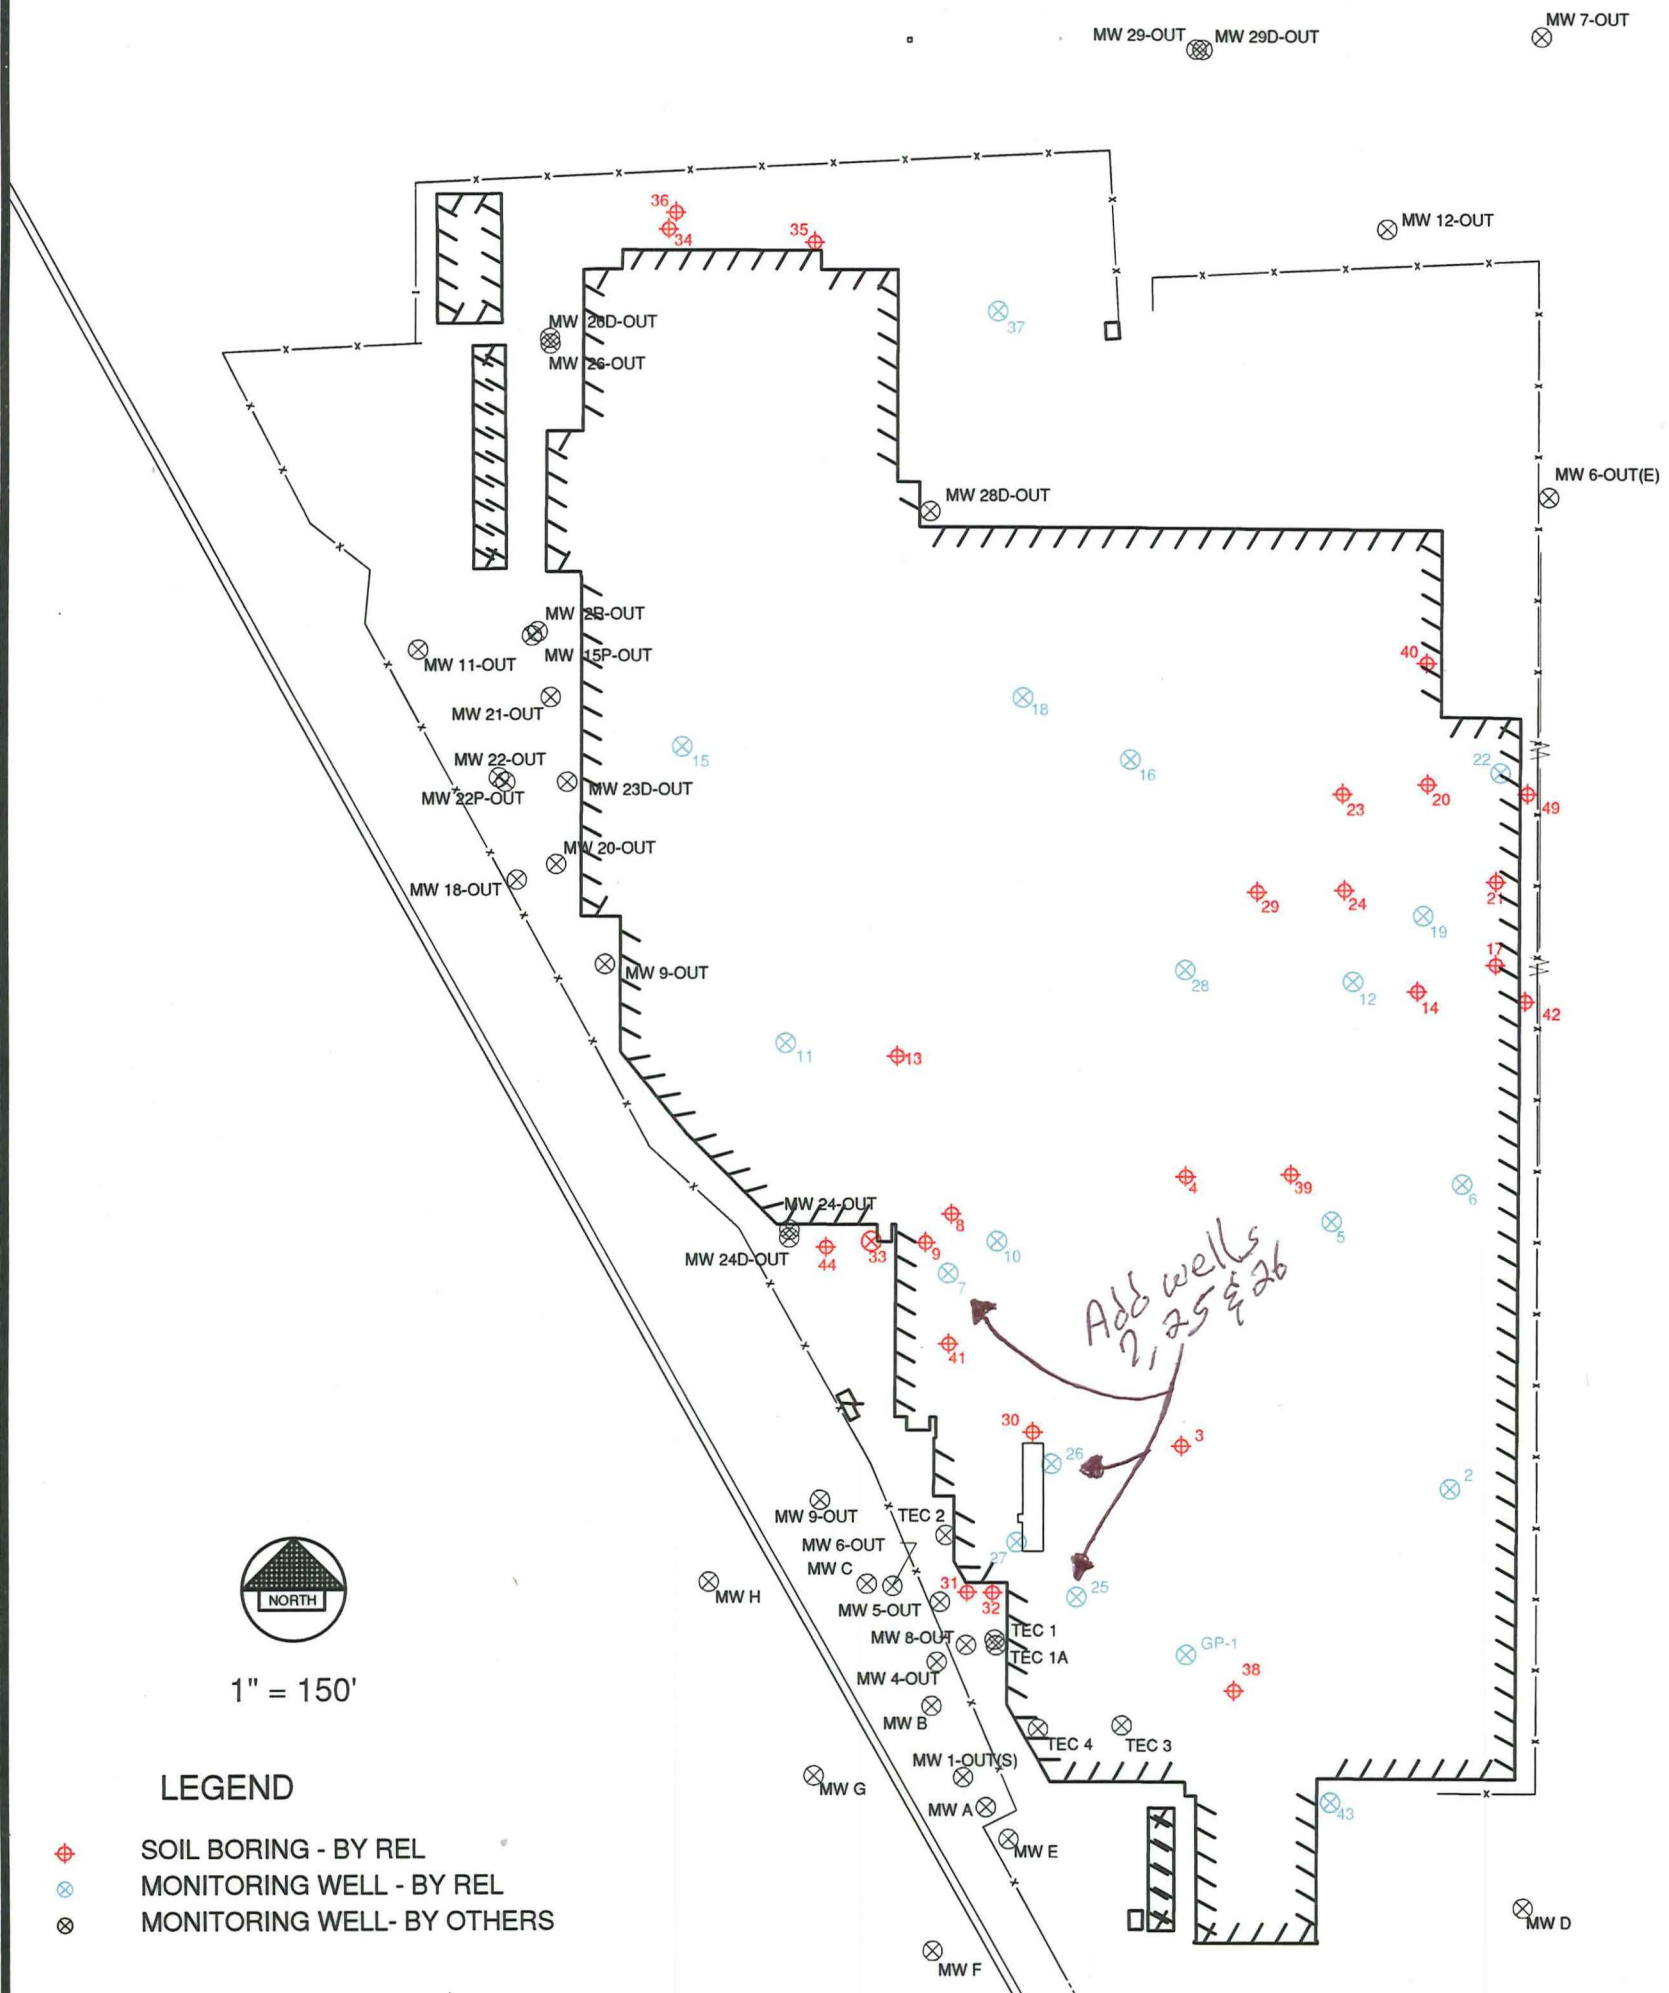 MW 7-OUT
MW 29-OUT
MW 29D-OUT
MW 12-OUT
36
34
35
37
MW 26D-OUT
MW 26-OUT
MW 6-OUT(E)
MW 28D-OUT
MW 2R-OUT
MW 15P-OUT
MW 11-OUT
40
MW 21-OUT
18
15
16
22
MW 22-OUT
MW 22P-OUT
MW 23D-OUT
23
20
49
MW 20-OUT
MW 18-OUT
29
24
21
19
17
MW 9-OUT
28
12
14
42
11
13
4
39
6
MW 24-OUT
8
5
MW 24D-OUT
44
33
9
10
7
Add wells
7, 25 & 26
41
30
3
26
2
MW 9-OUT
TEC 2
MW 6-OUT
27
MW C
MW H
31
32
25
MW 5-OUT
MW 8-OUT
TEC 1
TEC 1A
GP-1
MW 4-OUT
38
MW B
TEC 4
TEC 3
MW 1-OUT(S)
MW G
MW A
43
MW E
MW D
MW F
NORTH
1" = 150'
LEGEND
SOIL BORING - BY REL
MONITORING WELL - BY REL
MONITORING WELL- BY OTHERS